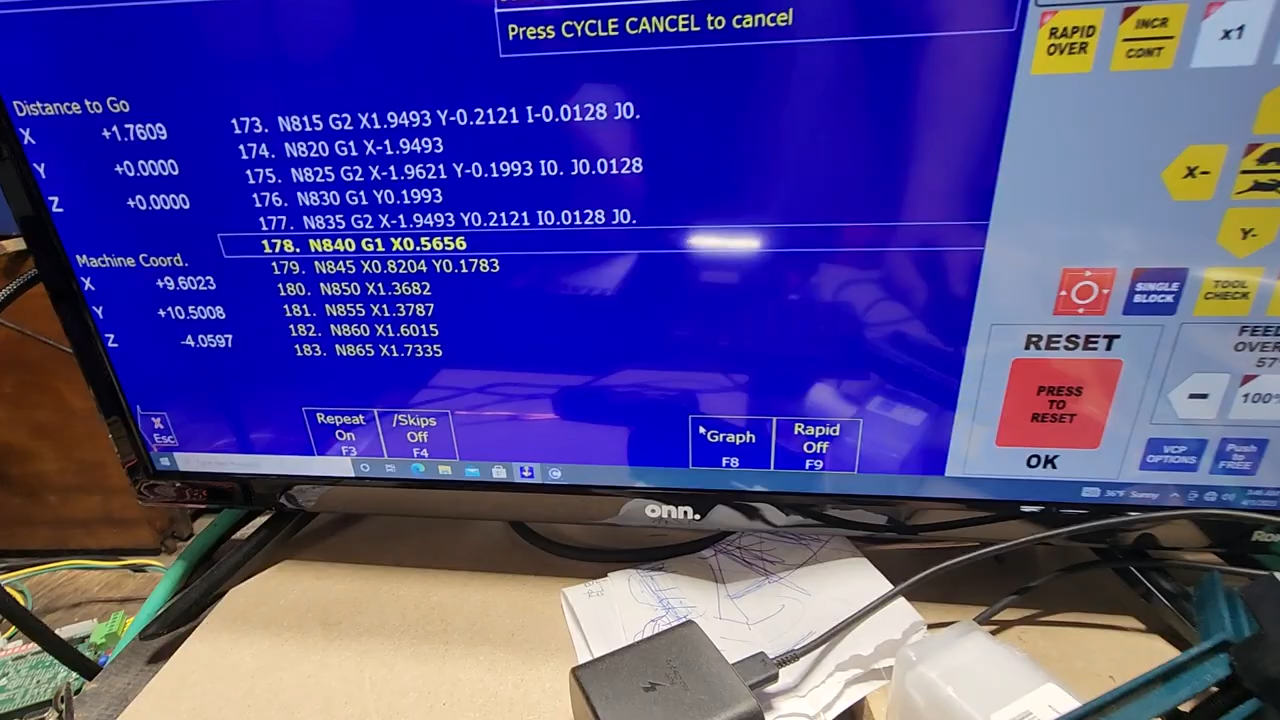 Press CYCLE CANCEL to cancel
Distance to Go
X +1.7609
Y +0.0000
Z +0.0000
Machine Coord.
X +9.6023
Y +10.5008
Z -4.0597
173. N815 G2 X1.9493 Y-0.2121 I-0.0128 J0.
174. N820 G1 X-1.9493
175. N825 G2 X-1.9621 Y-0.1993 I0. J0.0128
176. N830 G1 Y0.1993
177. N835 G2 X-1.9493 Y0.2121 I0.0128 J0.
178. N840 G1 X0.5656
179. N845 X0.8204 Y0.1783
180. N850 X1.3682
181. N855 X1.3787
182. N860 X1.6015
183. N865 X1.7335
Esc
Repeat
On
F3
/Skips
Off
F4
Graph
F8
Rapid
Off
F9
RAPID
OVER
INCR
CONT
x1
X-
Y-
SINGLE
BLOCK
TOOL
CHECK
RESET
PRESS
TO
RESET
OK
FEED
OVER
57
100%
VCP
OPTIONS
Push
to
FREE
36°F Sunny
onn.